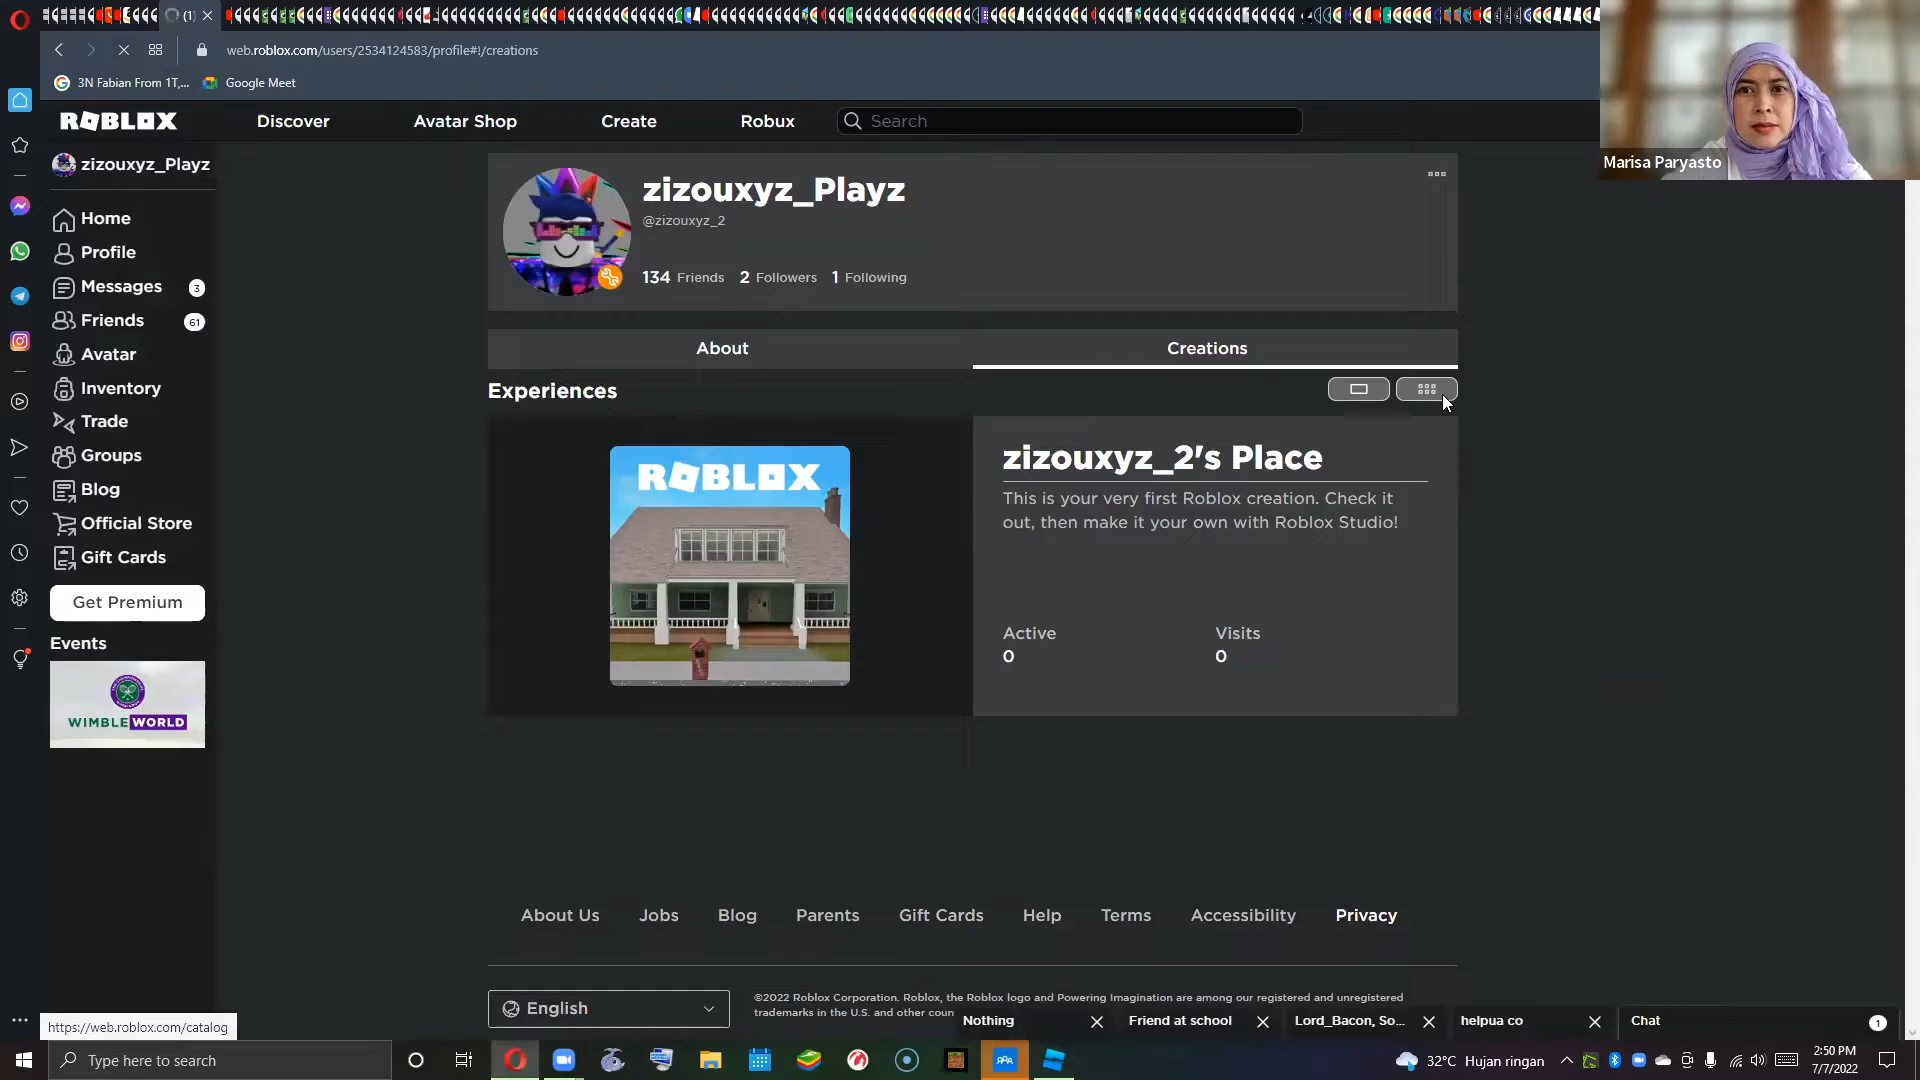 (1)
web.roblox.com/users/2534124583/profile#!/creations
3N Fabian From 1T,...
Google Meet
ROBLOX
Discover
Avatar Shop
Create
Robux
Search
Marisa Paryasto
zizouxyz_Playz
Home
Profile
Messages 3
Friends 61
Avatar
Inventory
Trade
Groups
Blog
Official Store
Gift Cards
Get Premium
Events
WIMBLEWORLD
zizouxyz_Playz
@zizouxyz_2
134 Friends 2 Followers 1 Following
About
Creations
Experiences
ROBLOX
zizouxyz_2's Place
This is your very first Roblox creation. Check it
out, then make it your own with Roblox Studio!
Active
0
Visits
0
About Us
Jobs
Blog
Parents
Gift Cards
Help
Terms
Accessibility
Privacy
English
©2022 Roblox Corporation. Roblox, the Roblox logo and Powering Imagination are among our registered and unregistered
trademarks in the U.S. and other coun
Nothing
Friend at school
Lord_Bacon, So...
helpua co
Chat
1
https://web.roblox.com/catalog
Type here to search
32°C Hujan ringan
2:50 PM
7/7/2022